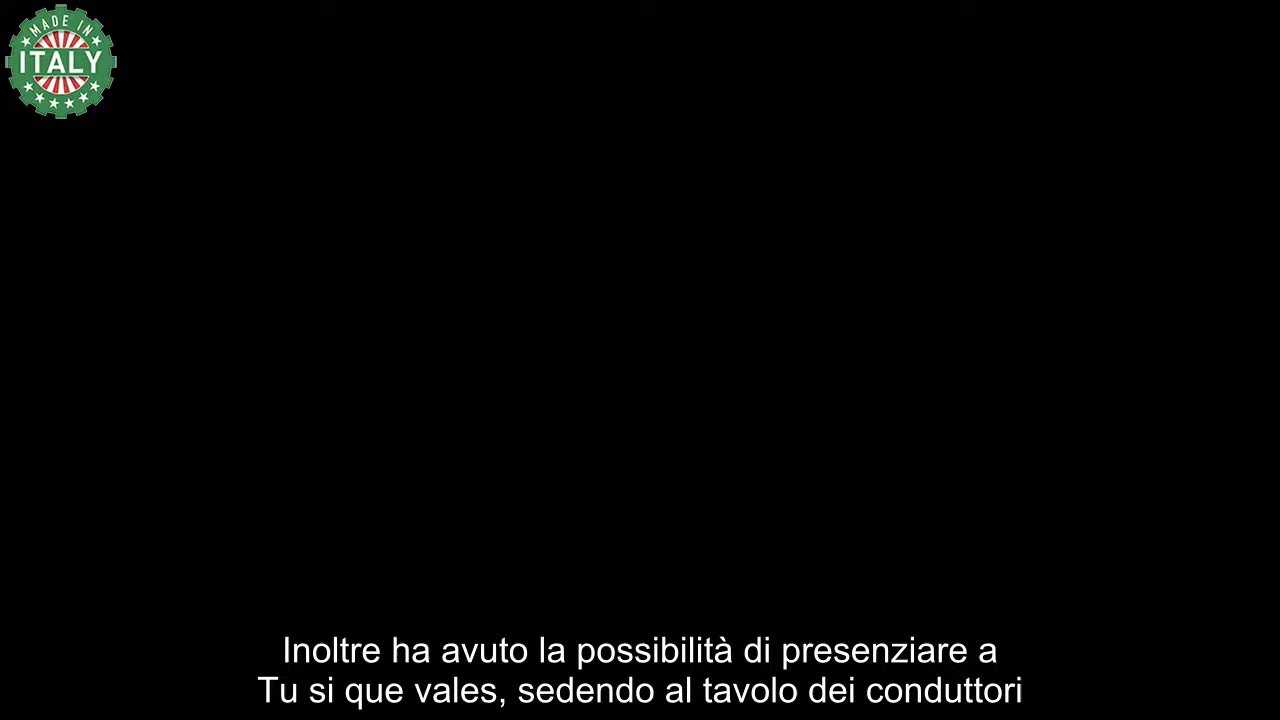 MADE IN
ITALY
Inoltre ha avuto la possibilità di presenziare a
Tu si que vales, sedendo al tavolo dei conduttori